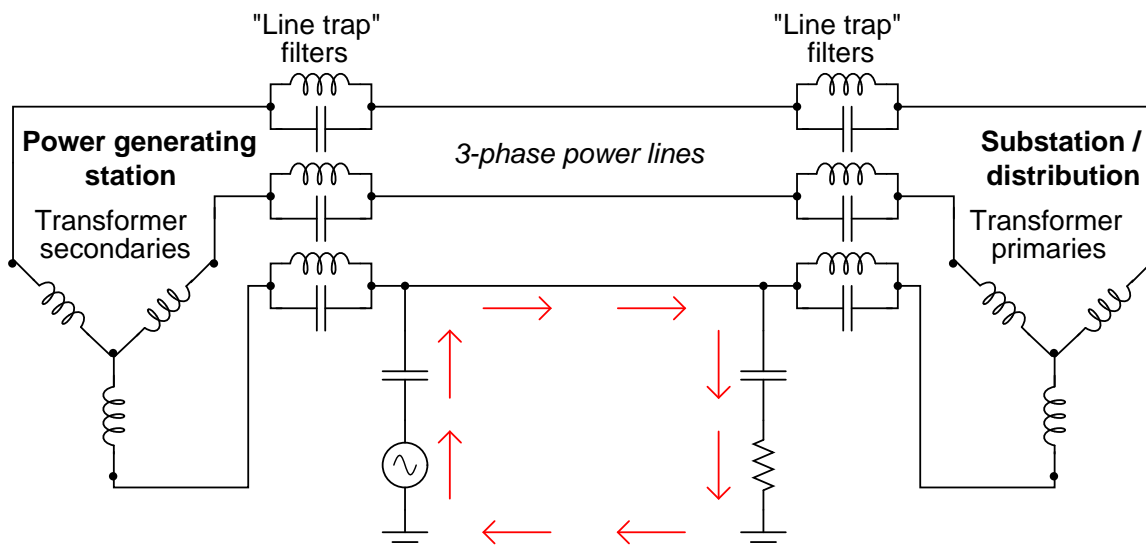 "Line trap"
filters
"Line trap"
filters
Power generating
station
3-phase power lines
Substation /
distribution
Transformer
secondaries
Transformer
primaries